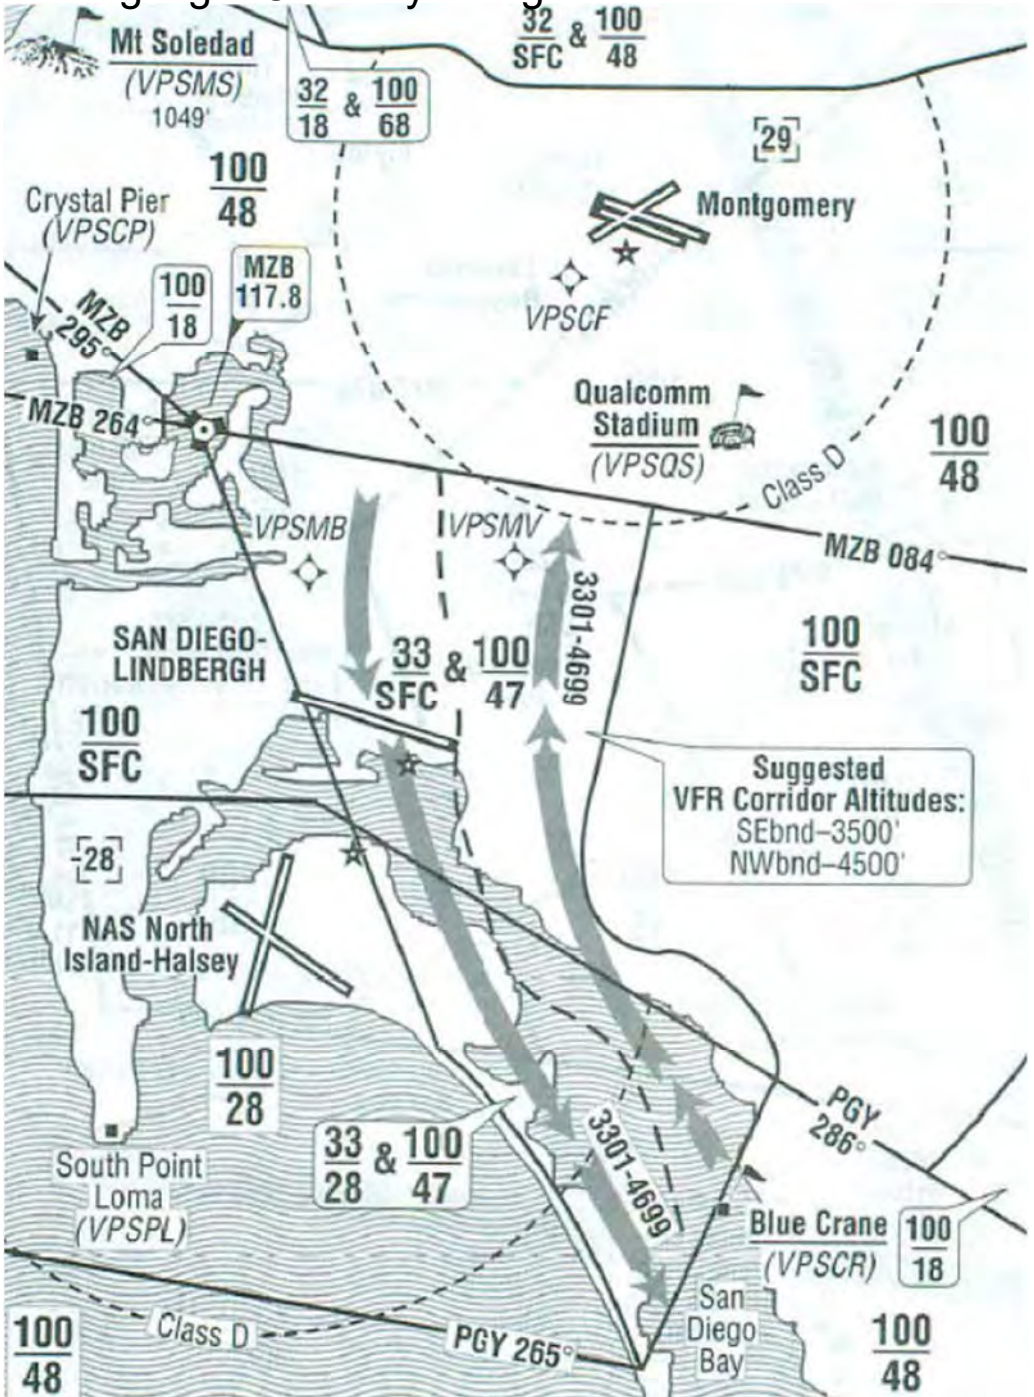 32
SFC
&
100
48
Mt Soledad
(VPSMS)
1049'
32
18
&
100
68
[29]
100
48
Montgomery
Crystal Pier
(VPSCP)
MZB
117.8
100
18
MZB
295°
VPSCF
Qualcomm
Stadium
(VPSQS)
MZB 264°
100
48
Class D
VPSMB
VPSMV
MZB 084°
3301-4699
SAN DIEGO-
LINDBERGH
33
SFC
&
100
47
100
SFC
100
SFC
Suggested
VFR Corridor Altitudes:
SEbnd–3500'
NWbnd–4500'
[-28]
NAS North
Island-Halsey
100
28
PGY
286°
33
28
&
100
47
3301-4699
South Point
Loma
(VPSPL)
Blue Crane
(VPSCR)
100
18
San
Diego
Bay
Class D
PGY 265°
100
48
100
48